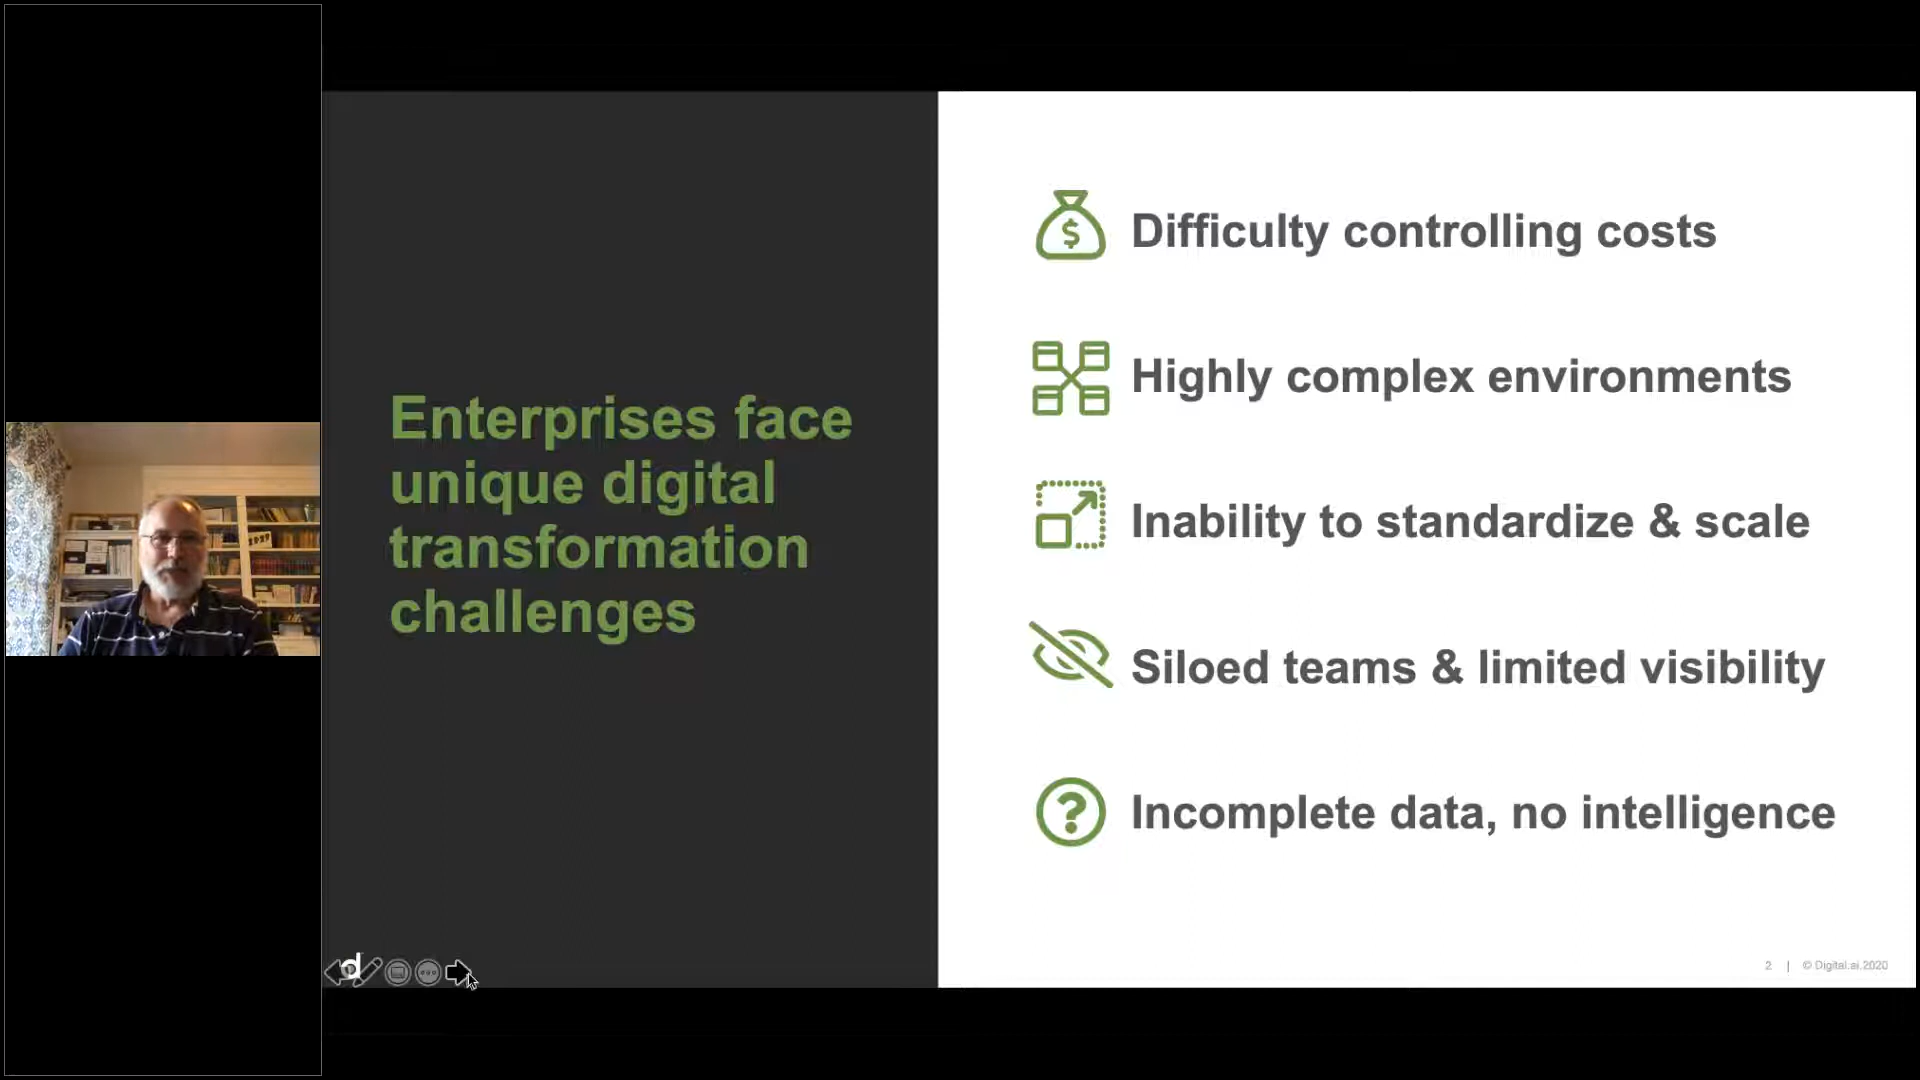 Enterprises face
unique digital
transformation
challenges
$ Difficulty controlling costs
Highly complex environments
Inability to standardize & scale
Siloed teams & limited visibility
? Incomplete data, no intelligence
d
2 | © Digital.ai 2020